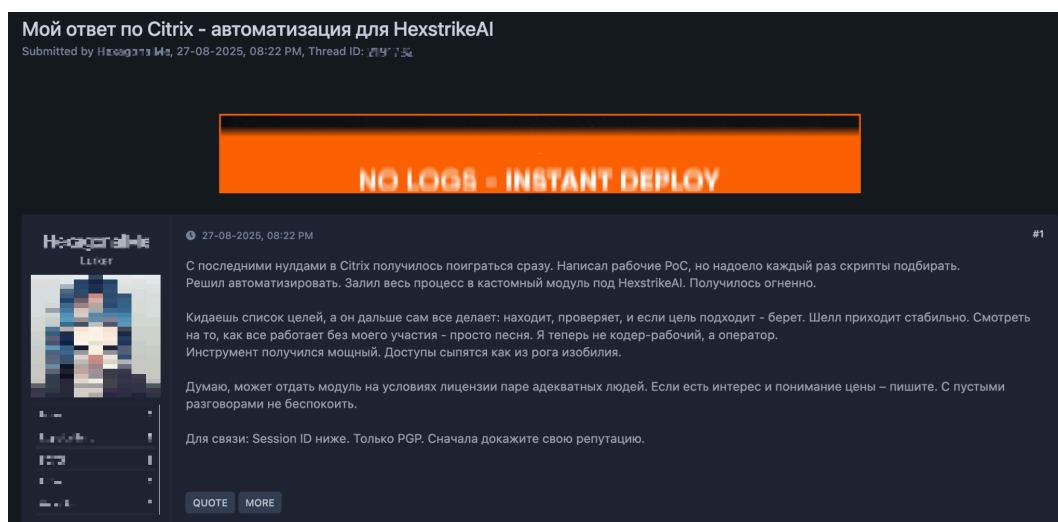 Мой ответ по Citrix - автоматизация для HexstrikeAI
Submitted by 27-08-2025, 08:22 PM, Thread ID:
NO LOGS - INSTANT DEPLOY
27-08-2025, 08:22 PM
#1
Lurker
С последними нулдами в Citrix получилось поиграться сразу. Написал рабочие PoC, но надоело каждый раз скрипты подбирать.
Решил автоматизировать. Залил весь процесс в кастомный модуль под HexstrikeAI. Получилось огненно.
Кидаешь список целей, а он дальше сам все делает: находит, проверяет, и если цель подходит - берет. Шелл приходит стабильно. Смотреть
на то, как все работает без моего участия - просто песня. Я теперь не кодер-рабочий, а оператор.
Инструмент получился мощный. Доступы сыпятся как из рога изобилия.
Думаю, может отдать модуль на условиях лицензии паре адекватных людей. Если есть интерес и понимание цены – пишите. С пустыми
разговорами не беспокоить.
Для связи: Session ID ниже. Только PGP. Сначала докажите свою репутацию.
QUOTE MORE